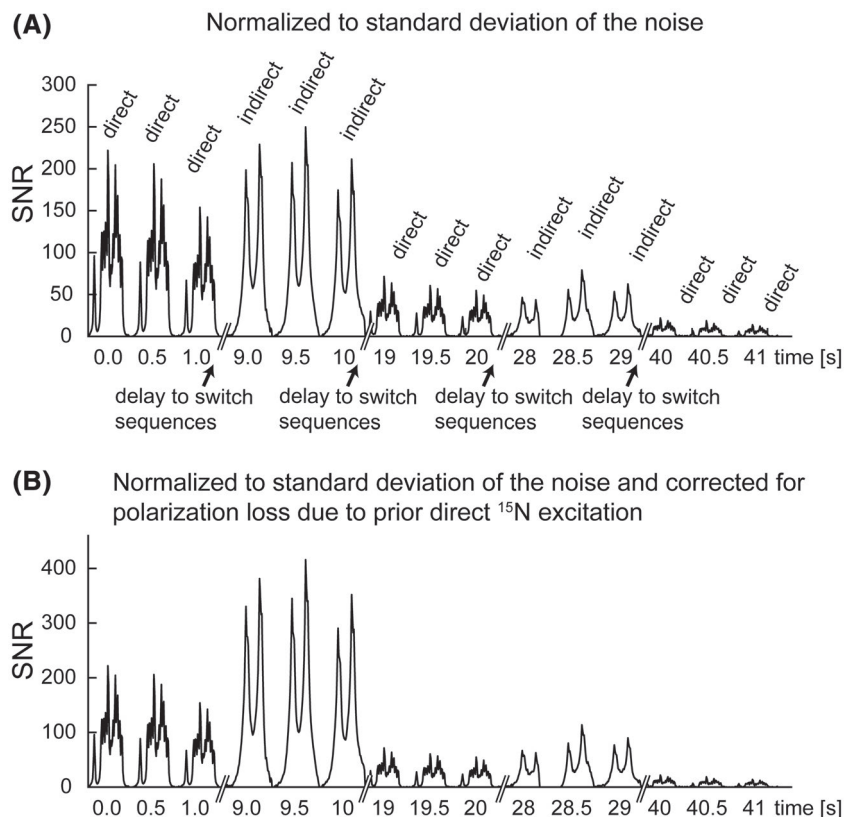 (A) Normalized to standard deviation of the noise
300
250
200
150
100
50
0
SNR
direct direct direct indirect indirect indirect direct direct direct indirect indirect indirect direct direct direct
0.0 0.5 1.0 9.0 9.5 10 19 19.5 20 28 28.5 29 40 40.5 41 time [s]
delay to switch delay to switch delay to switch delay to switch
sequences sequences sequences sequences
(B) Normalized to standard deviation of the noise and corrected for
polarization loss due to prior direct ¹⁵N excitation
400
300
200
100
0
SNR
0.0 0.5 1.0 9.0 9.5 10 19 19.5 20 28 28.5 29 40 40.5 41 time [s]